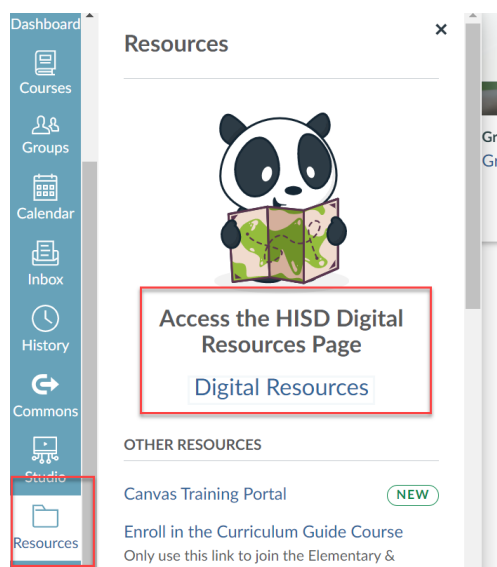 Dashboard
Courses
Groups
Calendar
Inbox
History
Commons
Studio
Resources
Resources
×
Access the HISD Digital
Resources Page
Digital Resources
OTHER RESOURCES
Canvas Training Portal
NEW
Enroll in the Curriculum Guide Course
Only use this link to join the Elementary &
Gr
Gr